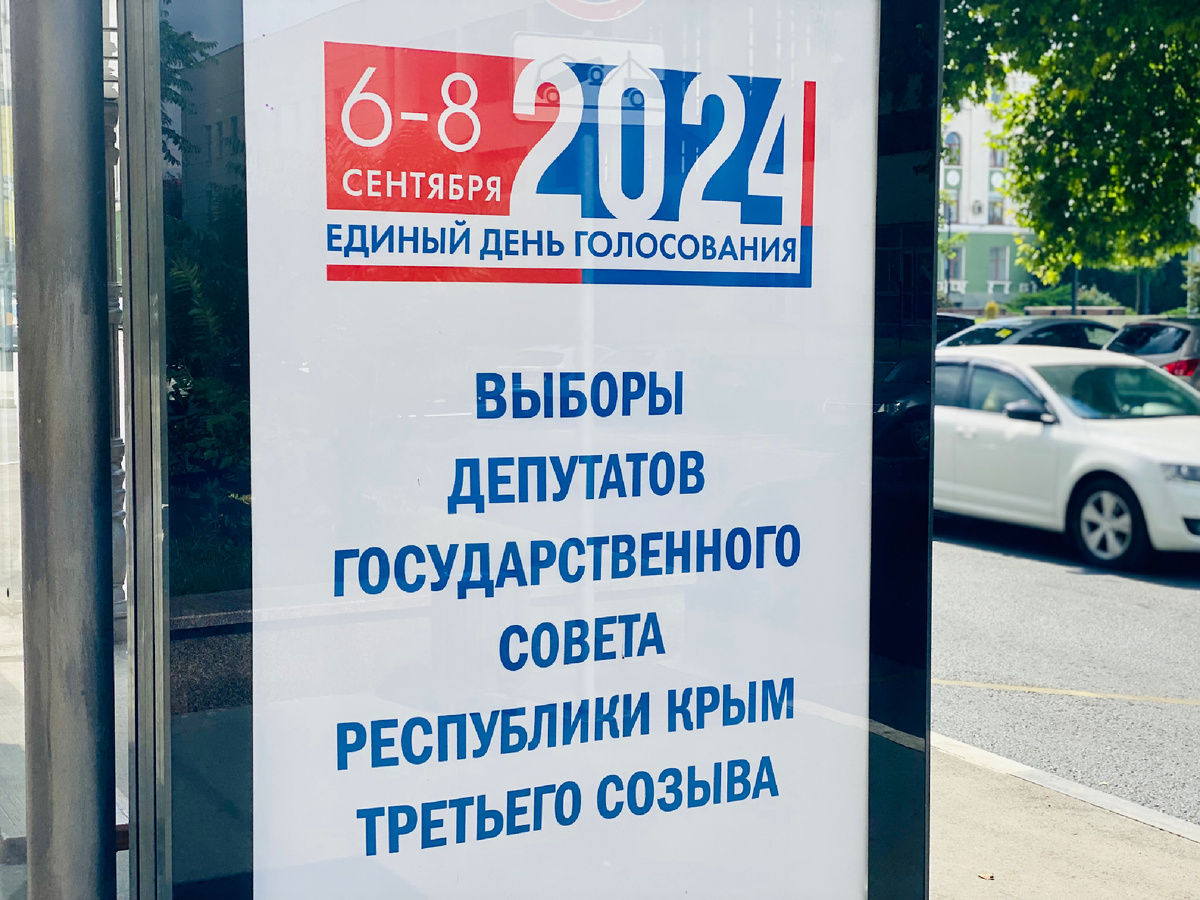 6-8 2024
СЕНТЯБРЯ
ЕДИНЫЙ ДЕНЬ ГОЛОСОВАНИЯ
ВЫБОРЫ
ДЕПУТАТОВ
ГОСУДАРСТВЕННОГО
СОВЕТА
РЕСПУБЛИКИ КРЫМ
ТРЕТЬЕГО СОЗЫВА